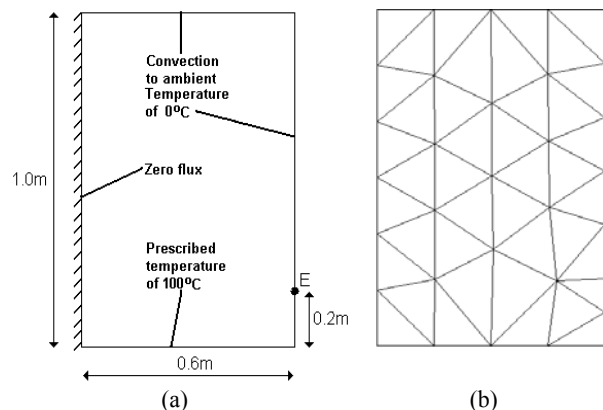 Convection
to ambient
Temperature
of 0°C
1.0m
Zero flux
Prescribed
temperature
of 100°C
E
0.2m
0.6m
(a)
(b)